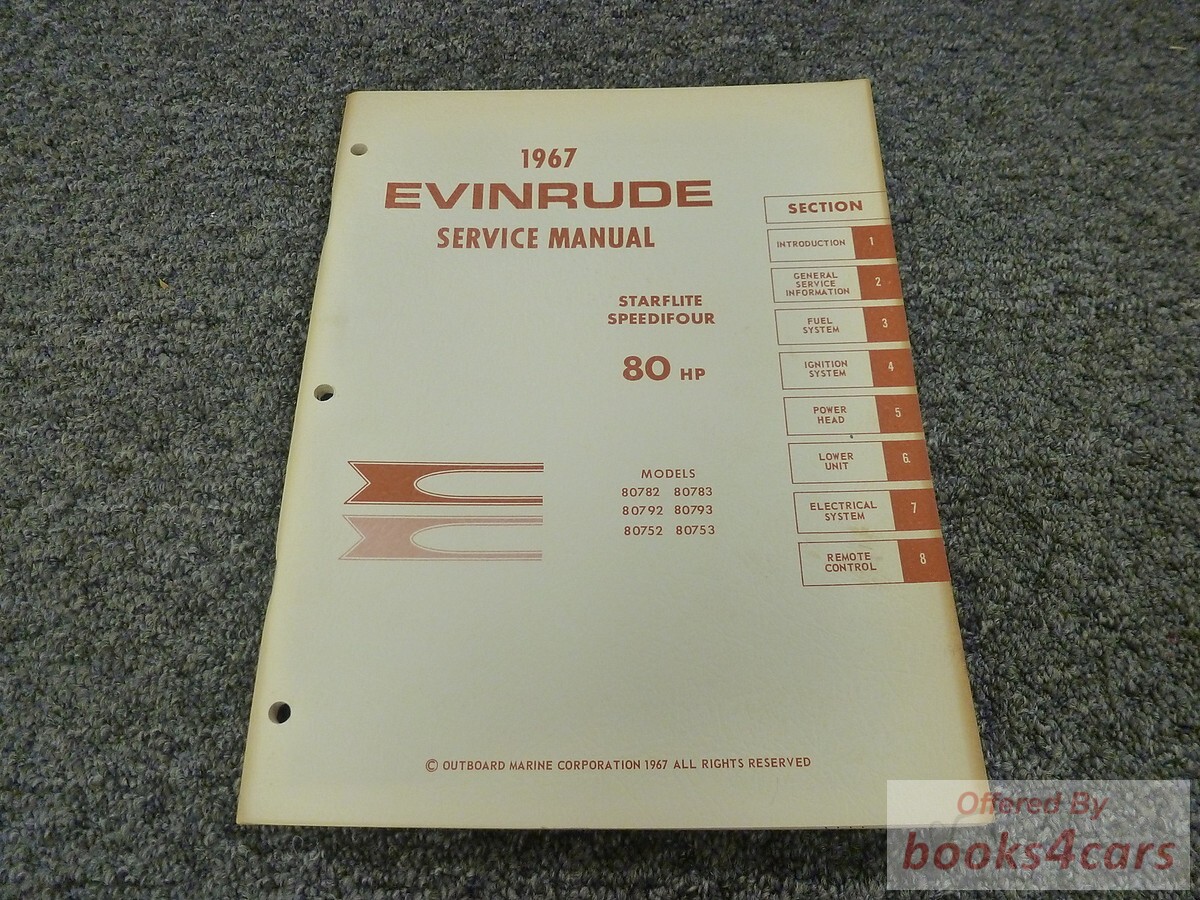 1967
EVINRUDE
SERVICE MANUAL
STARFLITE
SPEEDIFOUR
80 HP
MODELS
80782 80783
80792 80793
80752 80753
SECTION
INTRODUCTION 1
GENERAL
SERVICE
INFORMATION 2
FUEL
SYSTEM 3
IGNITION
SYSTEM 4
POWER
HEAD 5
LOWER
UNIT 6
ELECTRICAL
SYSTEM 7
REMOTE
CONTROL 8
© OUTBOARD MARINE CORPORATION 1967 ALL RIGHTS RESERVED
Offered By
books4cars